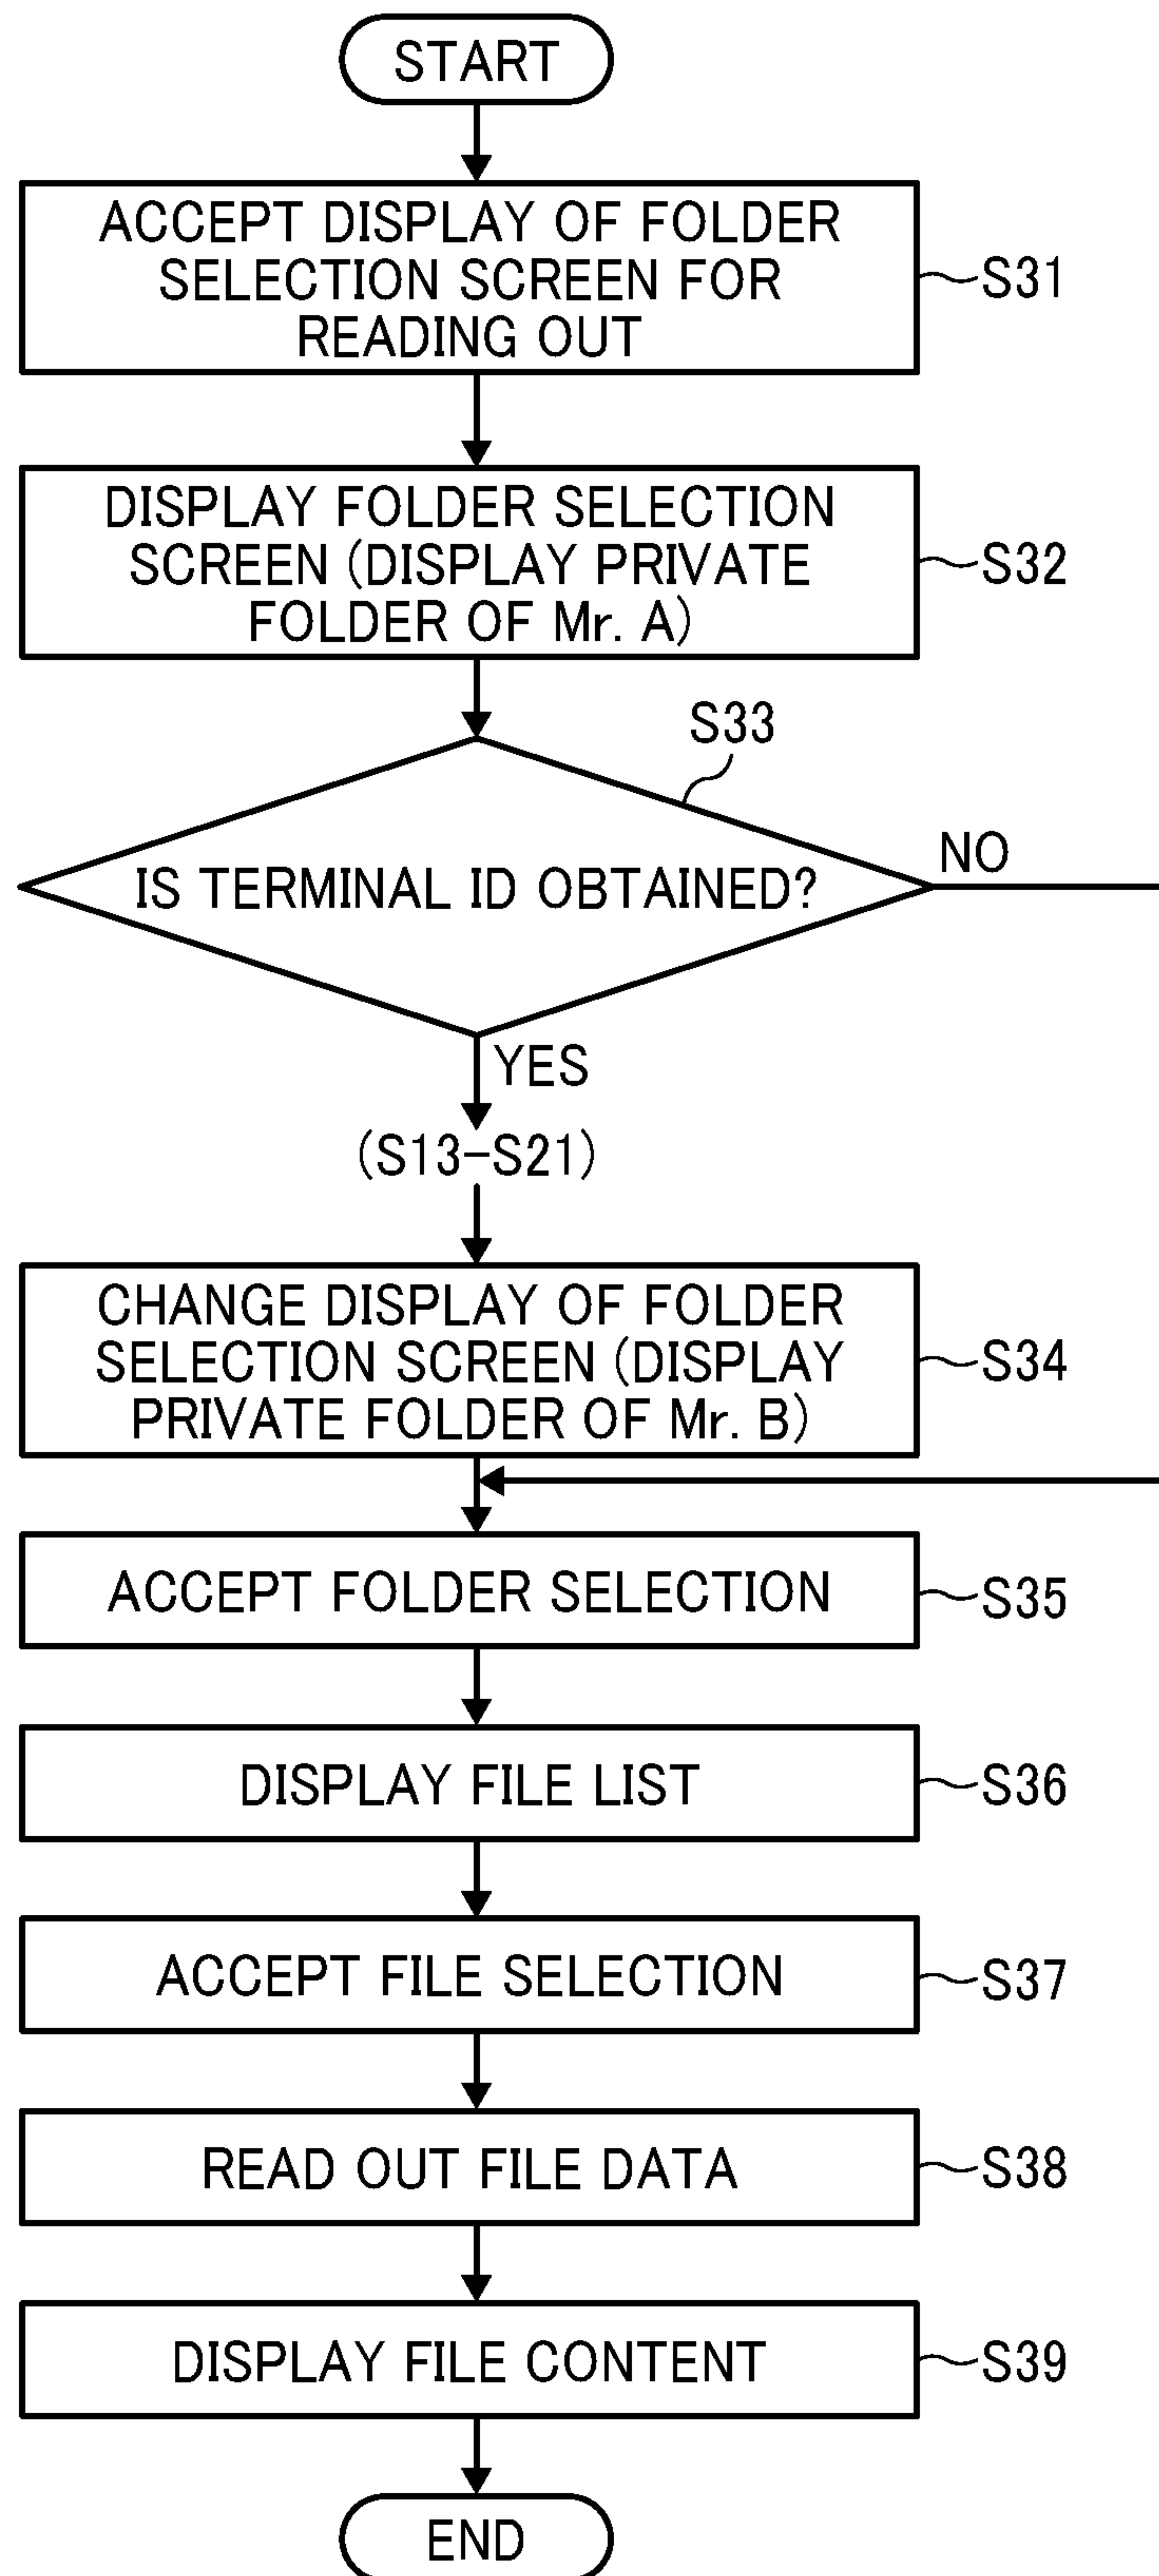 START
ACCEPT DISPLAY OF FOLDER
SELECTION SCREEN FOR
READING OUT
S31
DISPLAY FOLDER SELECTION
SCREEN (DISPLAY PRIVATE
FOLDER OF Mr. A)
S32
S33
IS TERMINAL ID OBTAINED?
NO
YES
(S13-S21)
CHANGE DISPLAY OF FOLDER
SELECTION SCREEN (DISPLAY
PRIVATE FOLDER OF Mr. B)
S34
ACCEPT FOLDER SELECTION
S35
DISPLAY FILE LIST
S36
ACCEPT FILE SELECTION
S37
READ OUT FILE DATA
S38
DISPLAY FILE CONTENT
S39
END